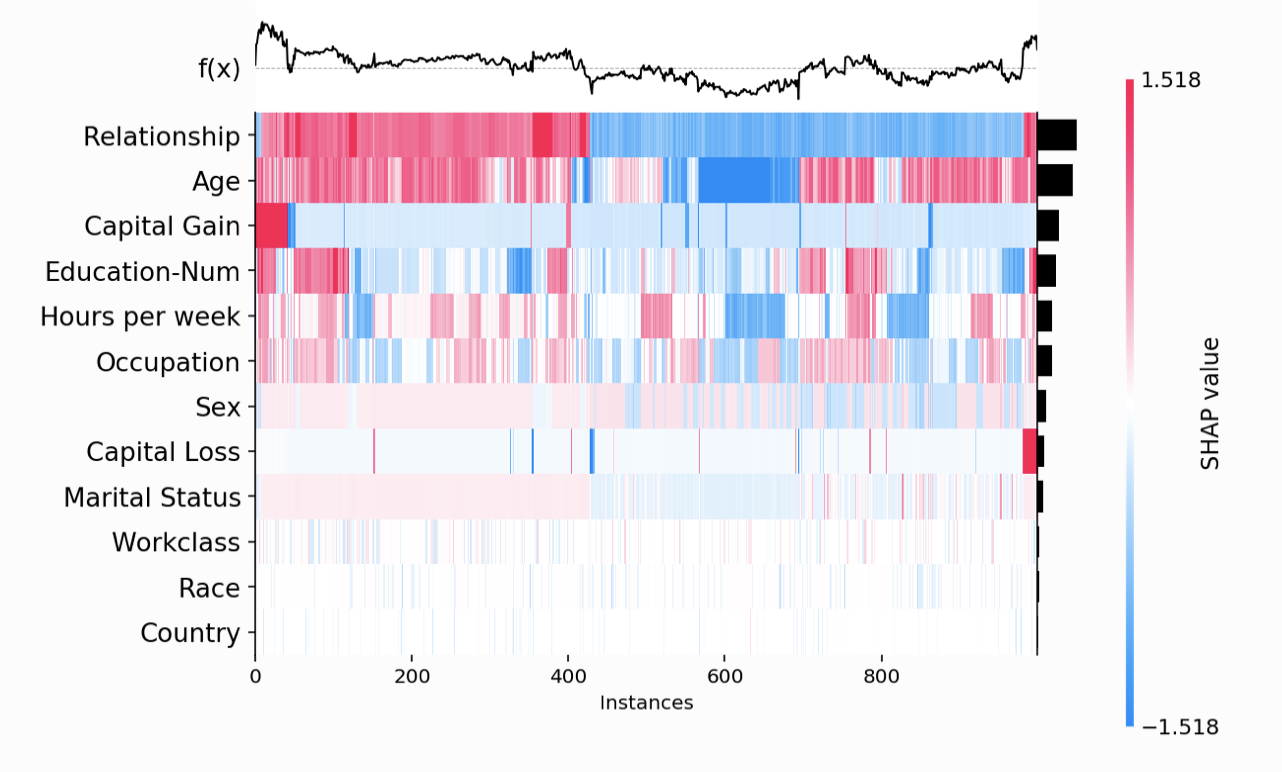 f(x)
1.518
Relationship
Age
Capital Gain
Education-Num
Hours per week
Occupation
Sex
Capital Loss
Marital Status
Workclass
Race
Country
0 200 400 600 800
Instances
SHAP value
−1.518